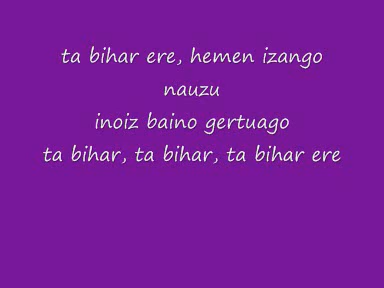 ta bihar ere, hemen izango
nauzu
inoiz baino gertuago
ta bihar, ta bihar, ta bihar ere